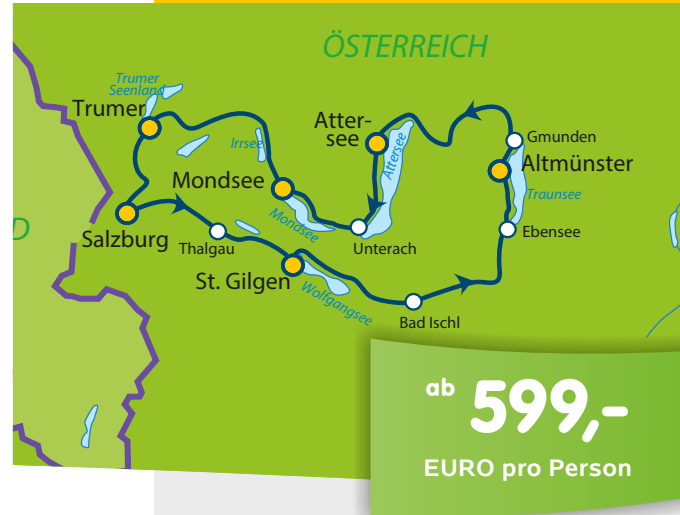 ÖSTERREICH
Trumer
Seenland
Trumer
Irrsee
Atter-
see
Attersee
Gmunden
Altmünster
Traunsee
Mondsee
Mondsee
D
Salzburg
Thalgau
Unterach
Ebensee
St. Gilgen
Wolfgangsee
Bad Ischl
ab 599,-
EURO pro Person